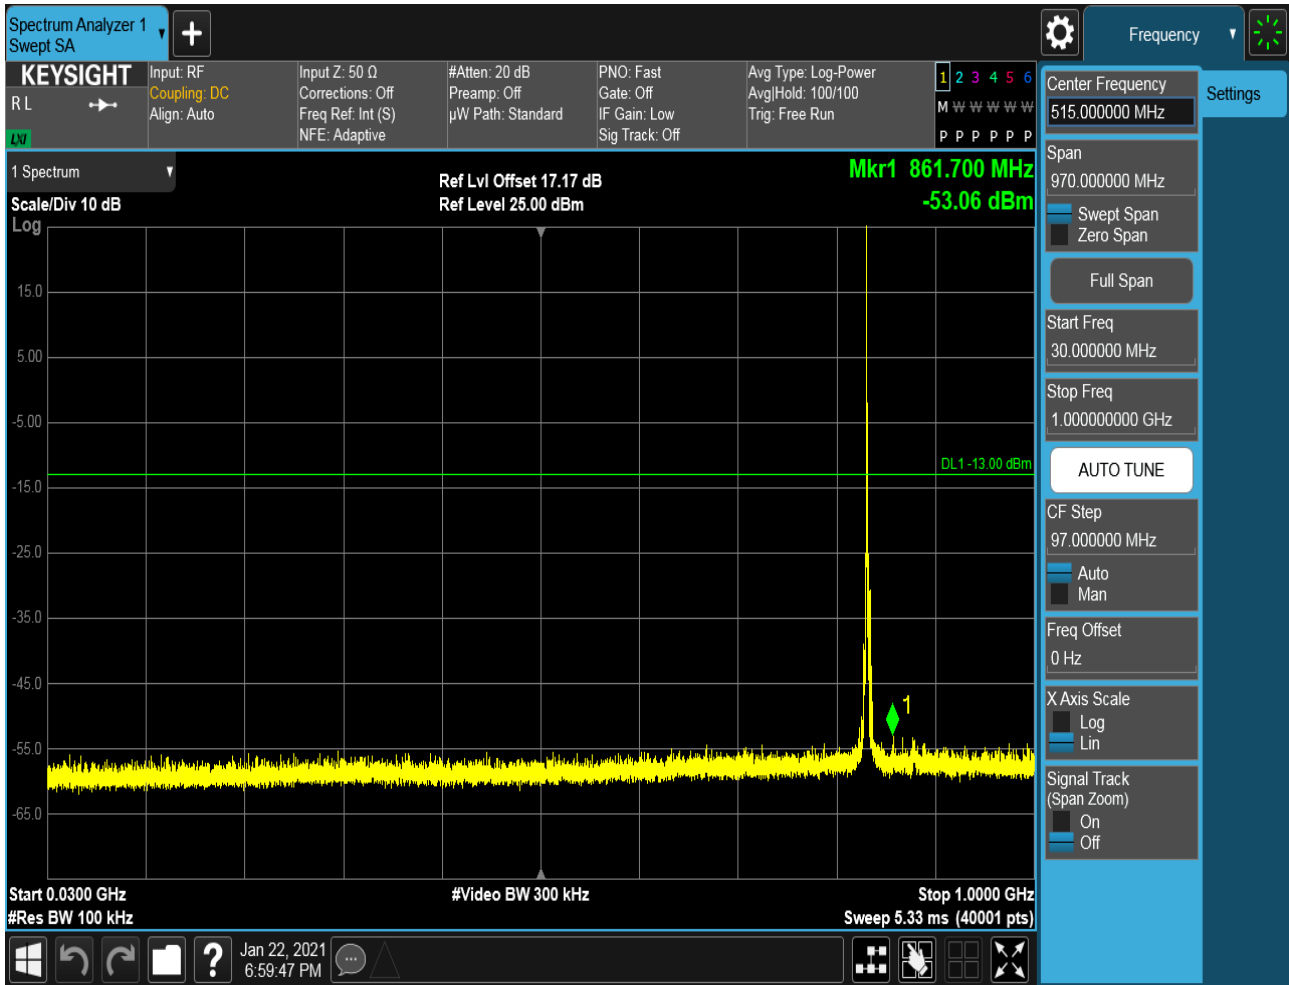 Spectrum Analyzer 1
Swept SA
Frequency
KEYSIGHT
R L
LXI
Input: RF
Coupling: DC
Align: Auto
Input Z: 50 Ω
Corrections: Off
Freq Ref: Int (S)
NFE: Adaptive
#Atten: 20 dB
Preamp: Off
µW Path: Standard
PNO: Fast
Gate: Off
IF Gain: Low
Sig Track: Off
Avg Type: Log-Power
Avg|Hold: 100/100
Trig: Free Run
1 2 3 4 5 6
M W W W W W
P P P P P P
1 Spectrum
Scale/Div 10 dB
Log
Ref Lvl Offset 17.17 dB
Ref Level 25.00 dBm
Mkr1 861.700 MHz
-53.06 dBm
15.0
5.00
-5.00
DL1 -13.00 dBm
-15.0
-25.0
-35.0
-45.0
1
-55.0
-65.0
Start 0.0300 GHz
#Video BW 300 kHz
Stop 1.0000 GHz
#Res BW 100 kHz
Sweep 5.33 ms (40001 pts)
Jan 22, 2021
6:59:47 PM
Center Frequency
515.000000 MHz
Settings
Span
970.000000 MHz
Swept Span
Zero Span
Full Span
Start Freq
30.000000 MHz
Stop Freq
1.000000000 GHz
AUTO TUNE
CF Step
97.000000 MHz
Auto
Man
Freq Offset
0 Hz
X Axis Scale
Log
Lin
Signal Track
(Span Zoom)
On
Off